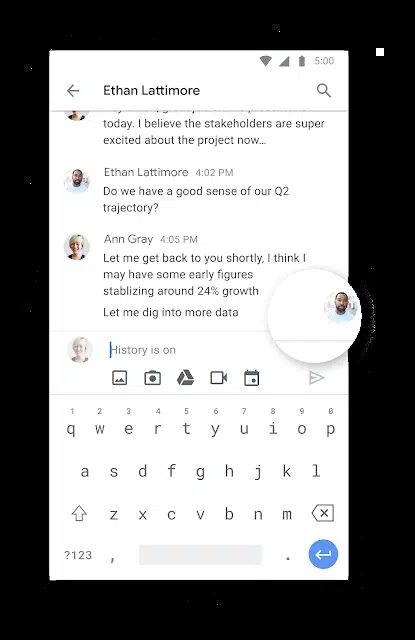 5:00
Ethan Lattimore
today. I believe the stakeholders are super
excited about the project now...
Ethan Lattimore 4:02 PM
Do we have a good sense of our Q2
trajectory?
Ann Gray 4:05 PM
Let me get back to you shortly, I think I
may have some early figures
stablizing around 24% growth
Let me dig into more data
History is on
1 2 3 4 5 6 7 8 9 0
q w e r t y u i o p
a s d f g h j k l
z x c v b n m
?123 , .